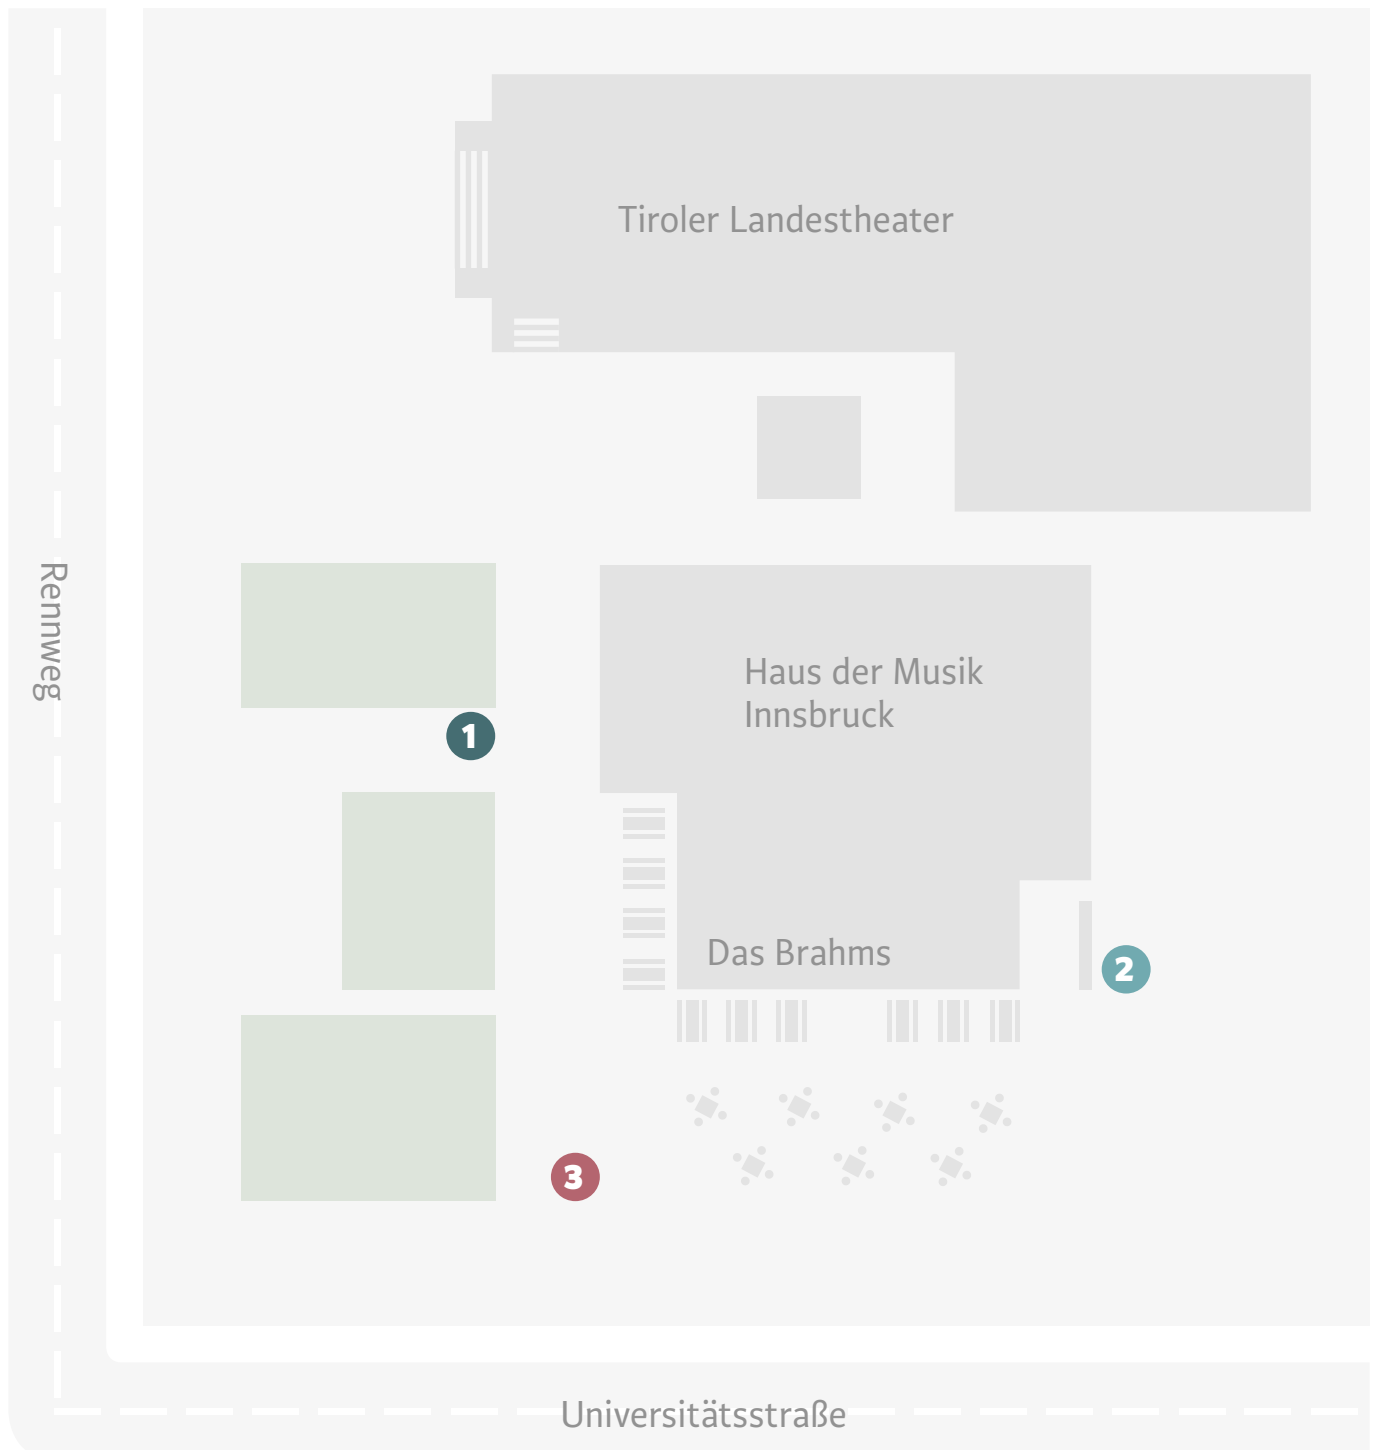 Tiroler Landestheater
Rennweg
Haus der Musik
Innsbruck
1
Das Brahms
2
3
Universitätsstraße